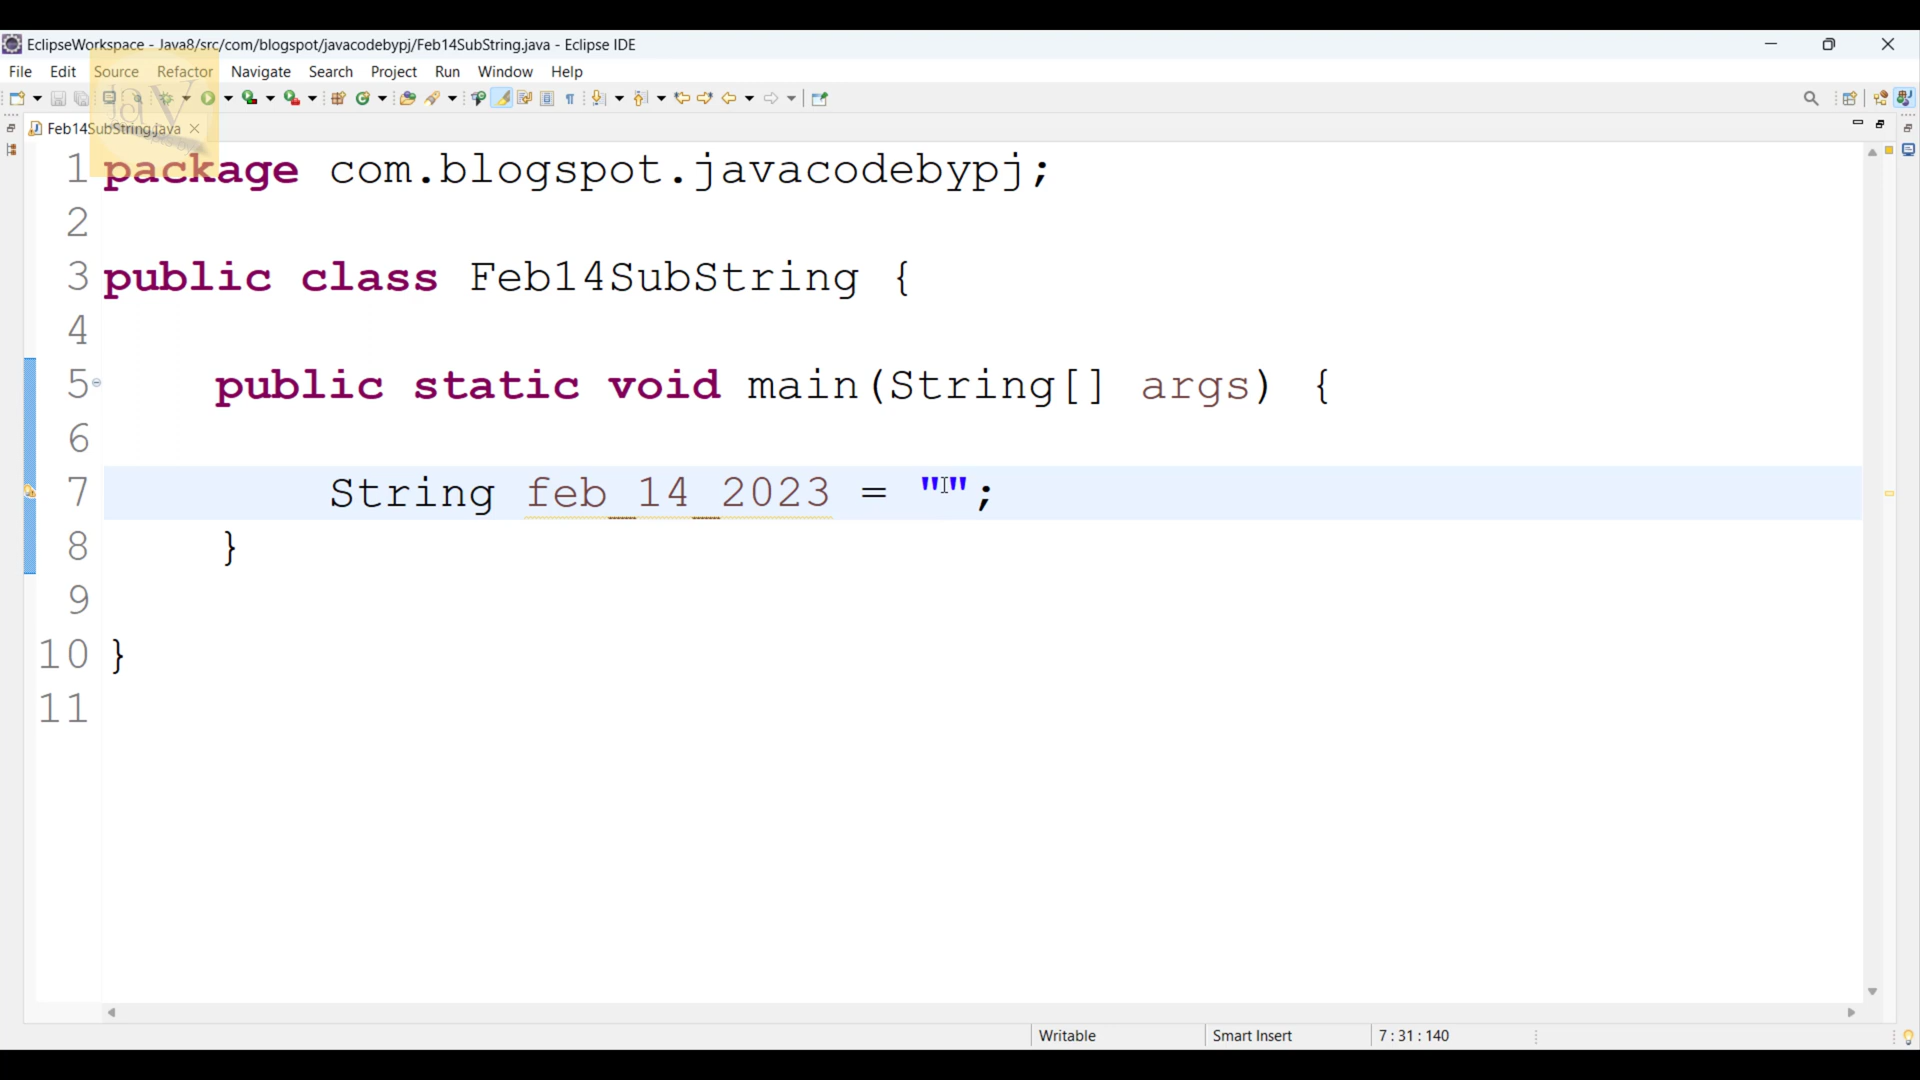 EclipseWorkspace - Java8/src/com/blogspot/javacodebypj/Feb14SubString.java - Eclipse IDE
File Edit Source Refactor Navigate Search Project Run Window Help
Feb14SubString.java
1 package com.blogspot.javacodebypj;
2
3 public class Feb14SubString {
4
5 public static void main(String[] args) {
6
7 String feb_14_2023 = "";
8 }
9
10 }
11
Writable Smart Insert 7 : 31 : 140